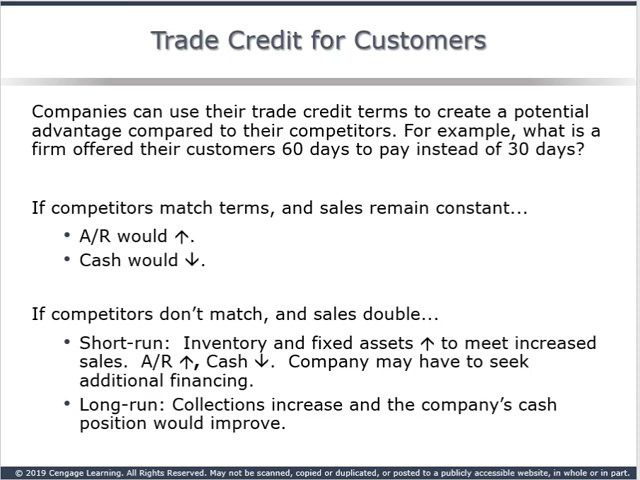 Trade Credit for Customers
Companies can use their trade credit terms to create a potential
advantage compared to their competitors. For example, what is a
firm offered their customers 60 days to pay instead of 30 days?
If competitors match terms, and sales remain constant...
• A/R would ↑.
• Cash would ↓.
If competitors don't match, and sales double...
• Short-run: Inventory and fixed assets ↑ to meet increased
sales. A/R ↑, Cash ↓. Company may have to seek
additional financing.
• Long-run: Collections increase and the company's cash
position would improve.
© 2019 Cengage Learning. All Rights Reserved. May not be scanned, copied or duplicated, or posted to a publicly accessible website, in whole or in part.